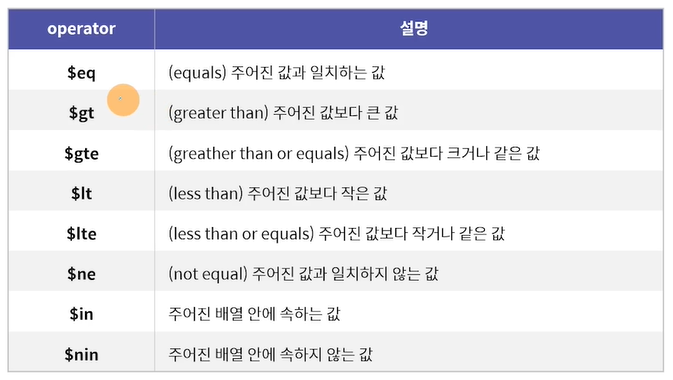 operator 설명
$eq (equals) 주어진 값과 일치하는 값
$gt (greater than) 주어진 값보다 큰 값
$gte (greather than or equals) 주어진 값보다 크거나 같은 값
$lt (less than) 주어진 값보다 작은 값
$lte (less than or equals) 주어진 값보다 작거나 같은 값
$ne (not equal) 주어진 값과 일치하지 않는 값
$in 주어진 배열 안에 속하는 값
$nin 주어진 배열 안에 속하지 않는 값